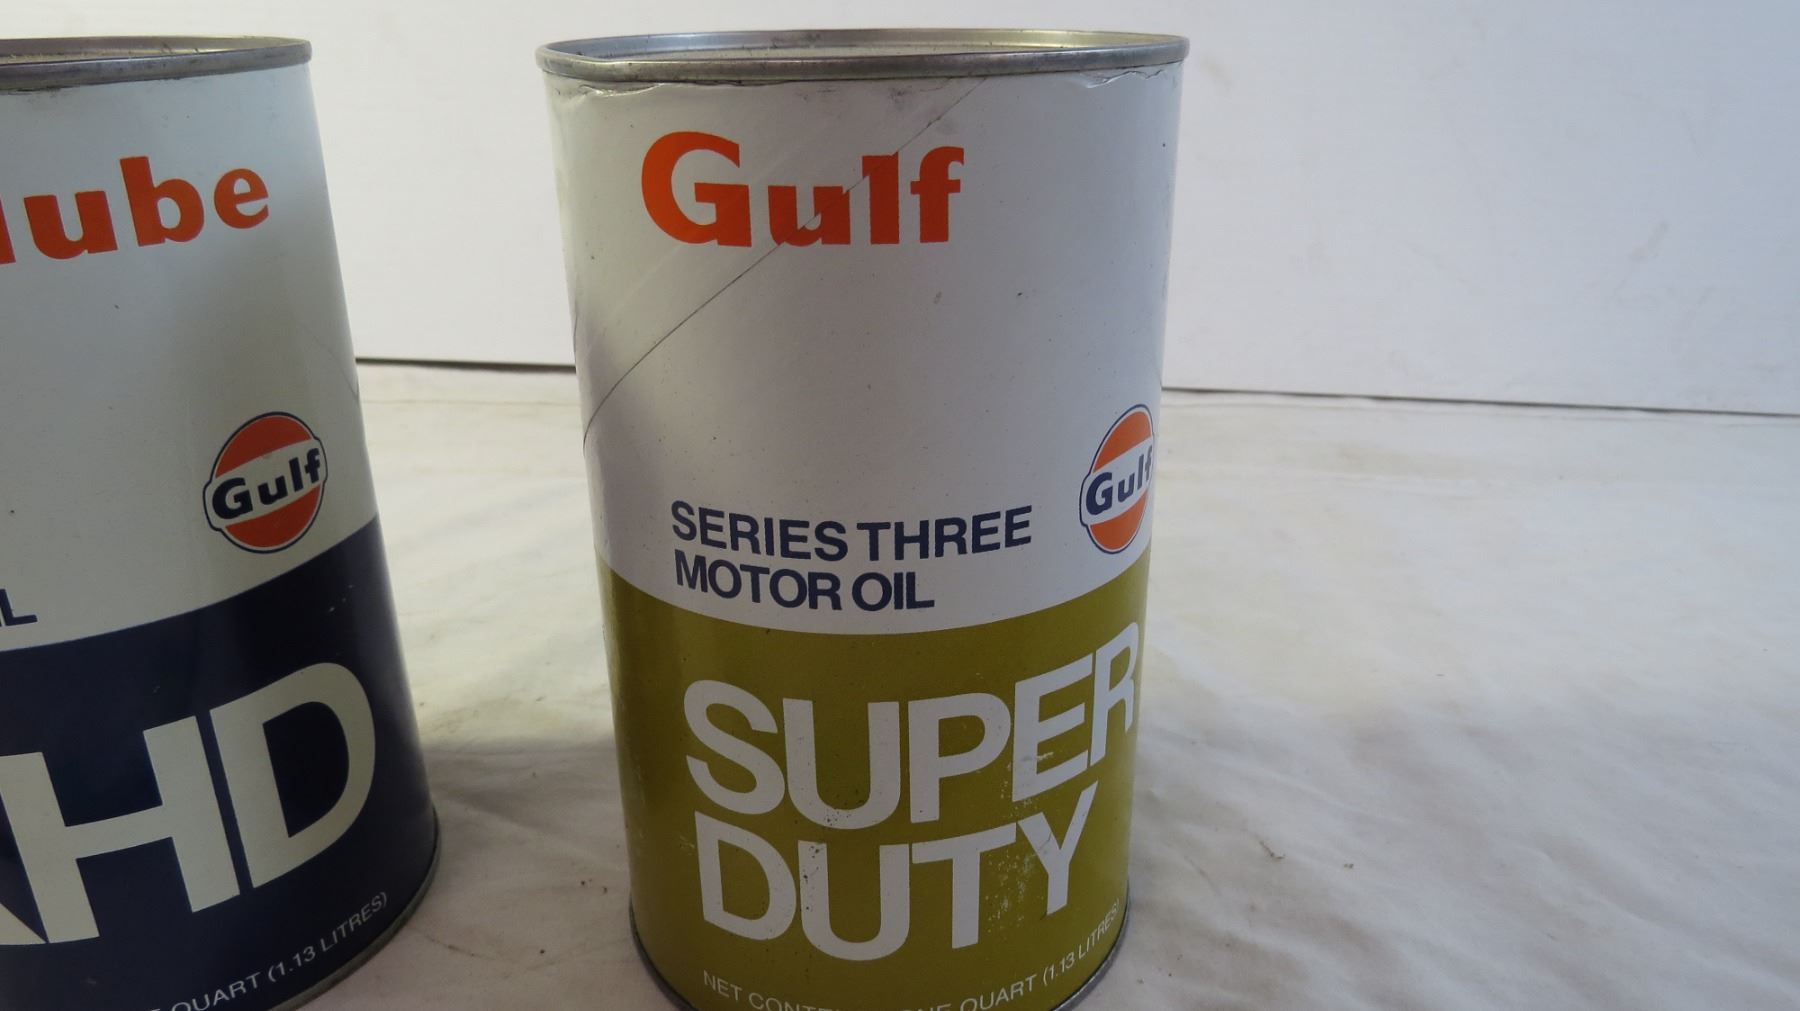 lube
Gulf
HD
QUART (1.13 LITRES)
Gulf
SERIES THREE
MOTOR OIL
Gulf
SUPER
DUTY
NET QUART (1.13 LITRES)